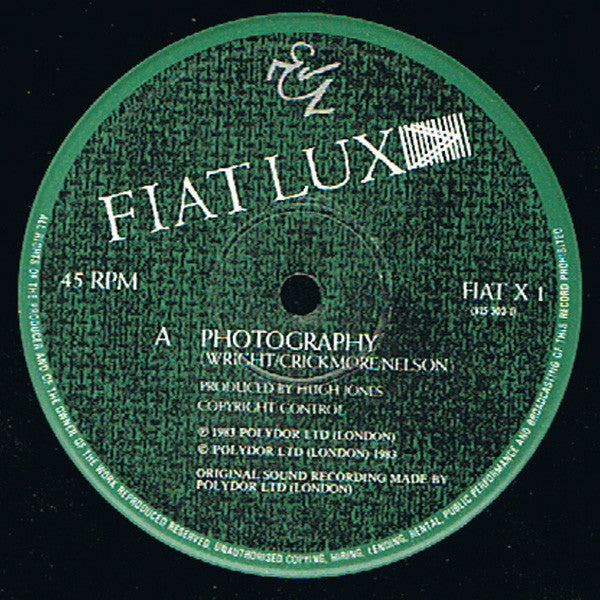 FIAT LUX
45 RPM
FIAT X 1
A PHOTOGRAPHY
(WRIGHT/CRICKMORE/NELSON)
PRODUCED BY HUGH JONES
COPYRIGHT CONTROL
℗ 1983 POLYDOR LTD (LONDON)
© POLYDOR LTD (LONDON) 1983
ORIGINAL SOUND RECORDING MADE BY
POLYDOR LTD (LONDON)
ALL RIGHTS OF THE PRODUCER AND OF THE OWNER OF THE WORK REPRODUCED RESERVED. UNAUTHORISED COPYING, HIRING, LENDING, RENTAL, PUBLIC PERFORMANCE AND BROADCASTING OF THIS RECORD PROHIBITED